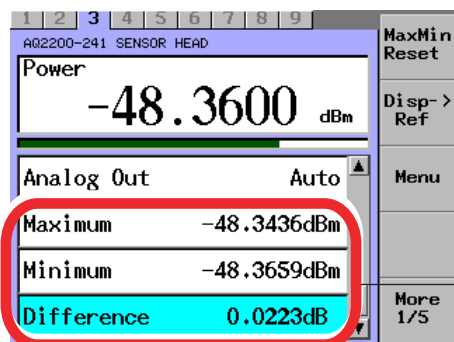 1 2 3 4 5 6 7 8 9
AQ2200-241 SENSOR HEAD
Power
-48.3600 dBm
Analog Out Auto
Maximum -48.3436dBm
Minimum -48.3659dBm
Difference 0.0223dB
MaxMin
Reset
Disp->
Ref
Menu
More
1/5